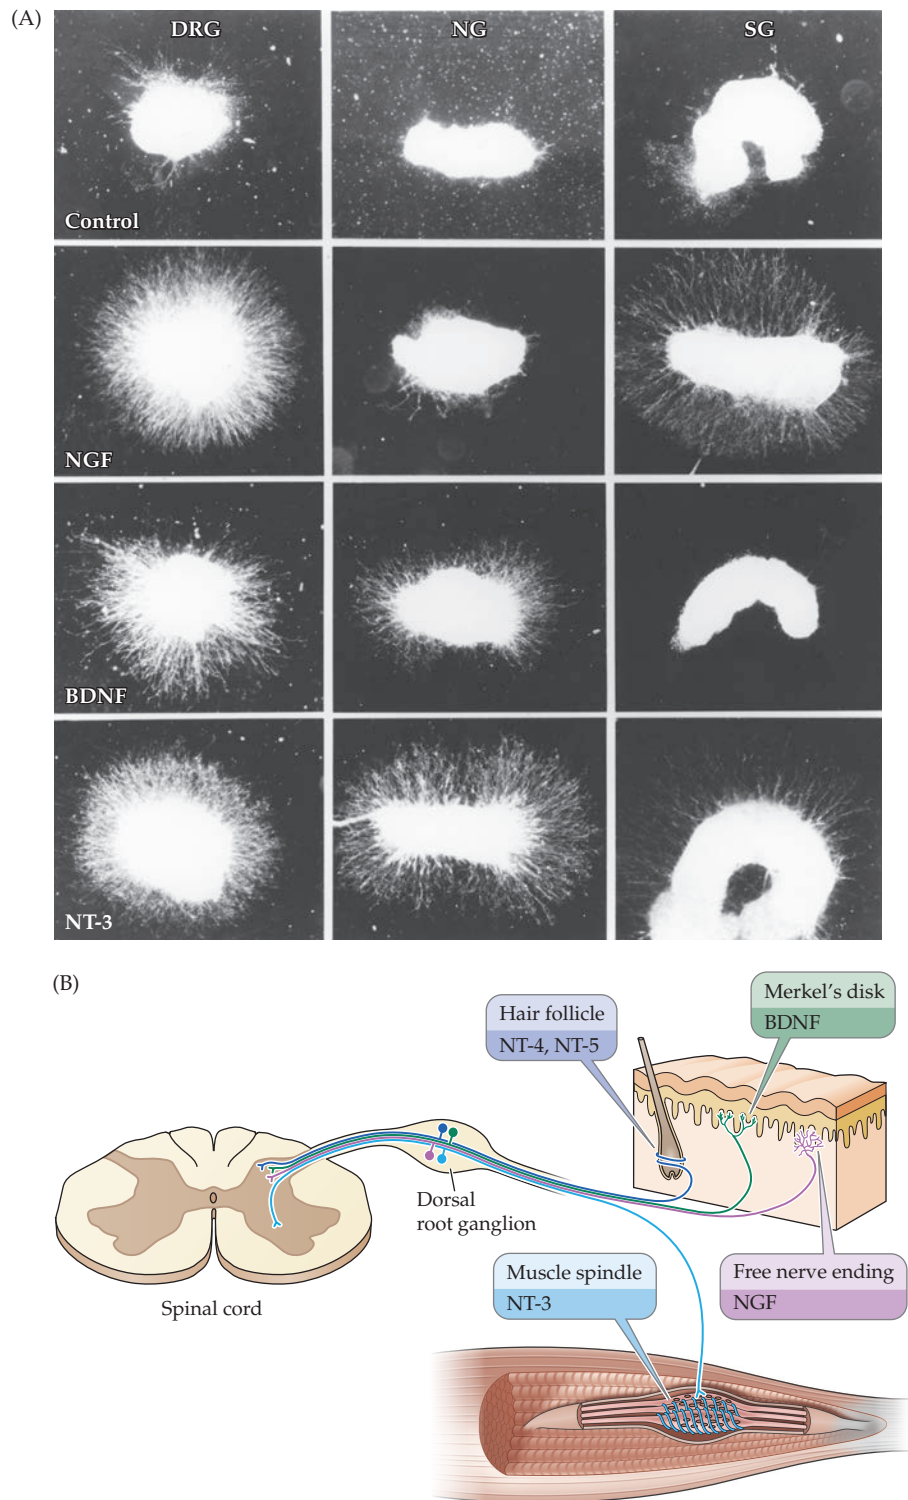 (A)
DRG
NG
SG
Control
NGF
BDNF
NT-3
(B)
Hair follicle
NT-4, NT-5
Merkel's disk
BDNF
Dorsal
root ganglion
Spinal cord
Muscle spindle
NT-3
Free nerve ending
NGF